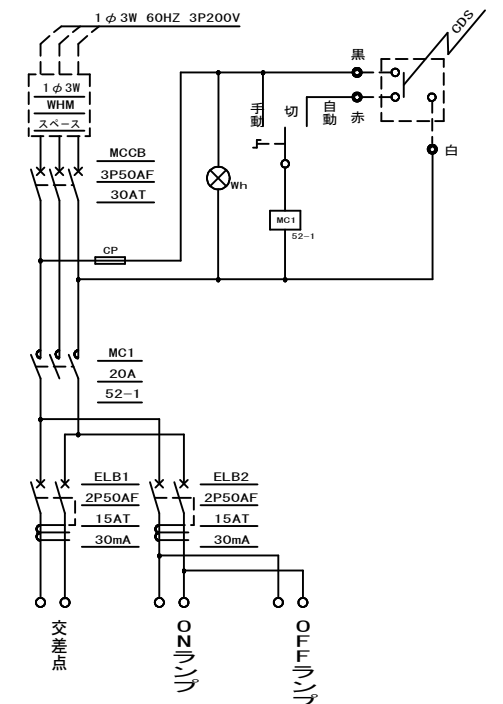 1φ3W 60HZ 3P200V
CDS
1φ3W
WHM
スペース
黒
手動
切
自動
赤
白
MCCB
3P50AF
30AT
Wh
MC1
52-1
CP
MC1
20A
52-1
ELB1
2P50AF
15AT
30mA
ELB2
2P50AF
15AT
30mA
交差点
ONランプ
OFFランプ